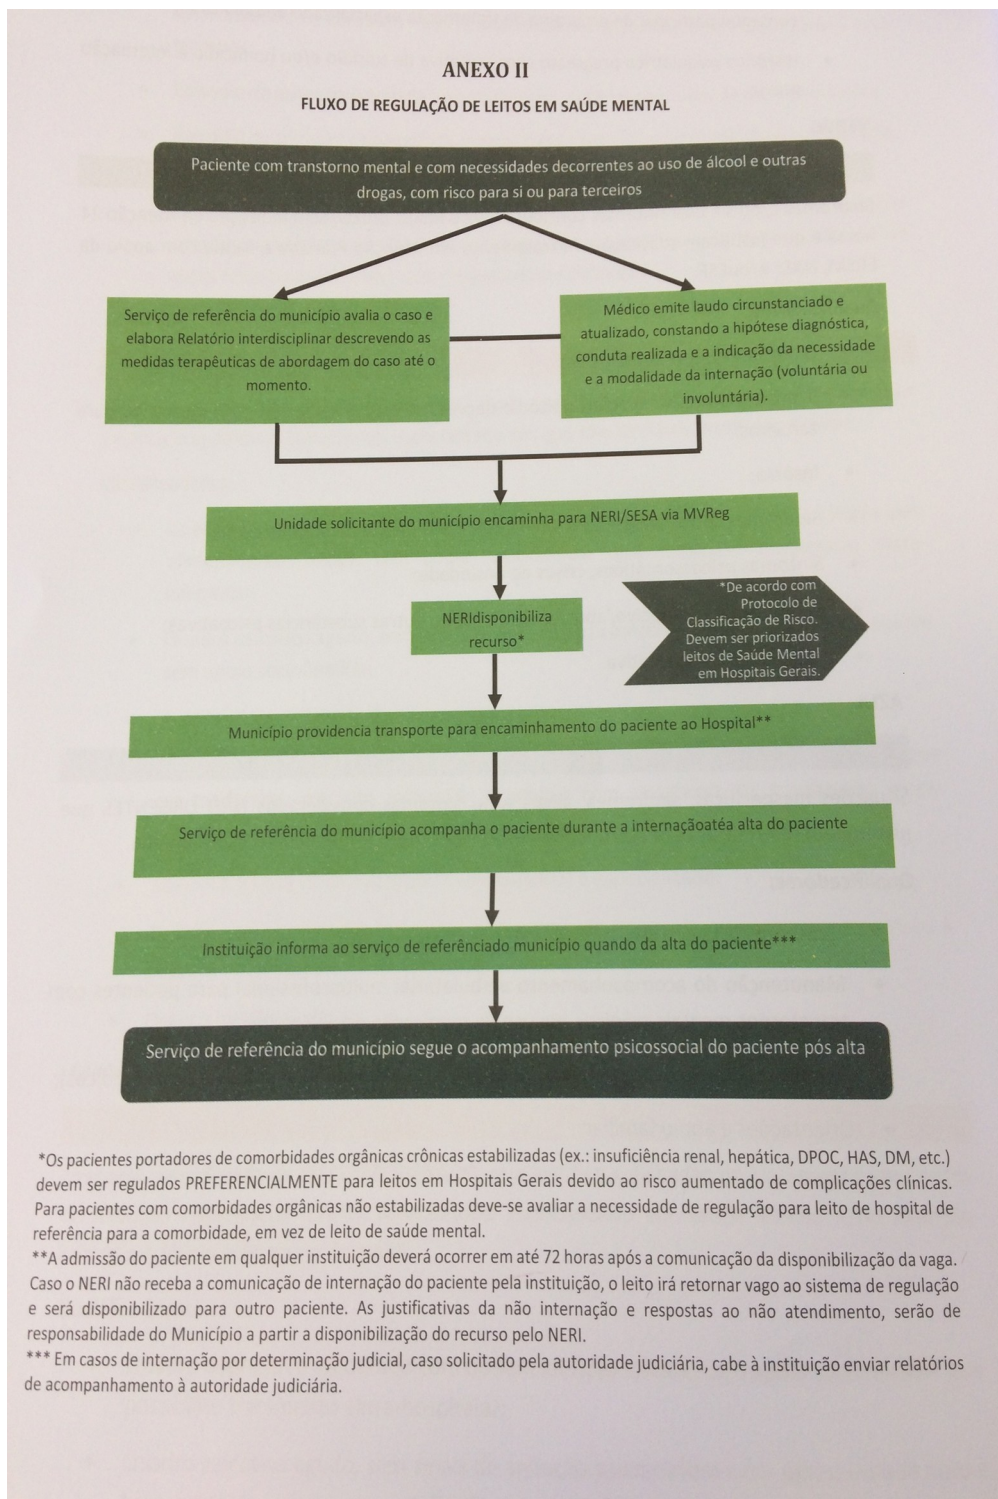 ANEXO II
FLUXO DE REGULAÇÃO DE LEITOS EM SAÚDE MENTAL
Paciente com transtorno mental e com necessidades decorrentes ao uso de álcool e outras
drogas, com risco para si ou para terceiros
Serviço de referência do município avalia o caso e
elabora Relatório interdisciplinar descrevendo as
medidas terapêuticas de abordagem do caso até o
momento.
Médico emite laudo circunstanciado e
atualizado, constando a hipótese diagnóstica,
conduta realizada e a indicação da necessidade
e a modalidade da internação (voluntária ou
involuntária).
Unidade solicitante do município encaminha para NERI/SESA via MVReg
NERIdisponibiliza
recurso*
*De acordo com
Protocolo de
Classificação de Risco.
Devem ser priorizados
leitos de Saúde Mental
em Hospitais Gerais.
Município providencia transporte para encaminhamento do paciente ao Hospital**
Serviço de referência do município acompanha o paciente durante a internaçãoatéa alta do paciente
Instituição informa ao serviço de referênciado município quando da alta do paciente***
Serviço de referência do município segue o acompanhamento psicossocial do paciente pós alta
*Os pacientes portadores de comorbidades orgânicas crônicas estabilizadas (ex.: insuficiência renal, hepática, DPOC, HAS, DM, etc.)
devem ser regulados PREFERENCIALMENTE para leitos em Hospitais Gerais devido ao risco aumentado de complicações clínicas.
Para pacientes com comorbidades orgânicas não estabilizadas deve-se avaliar a necessidade de regulação para leito de hospital de
referência para a comorbidade, em vez de leito de saúde mental.
**A admissão do paciente em qualquer instituição deverá ocorrer em até 72 horas após a comunicação da disponibilização da vaga.
Caso o NERI não receba a comunicação de internação do paciente pela instituição, o leito irá retornar vago ao sistema de regulação
e será disponibilizado para outro paciente. As justificativas da não internação e respostas ao não atendimento, serão de
responsabilidade do Município a partir a disponibilização do recurso pelo NERI.
*** Em casos de internação por determinação judicial, caso solicitado pela autoridade judiciária, cabe à instituição enviar relatórios
de acompanhamento à autoridade judiciária.